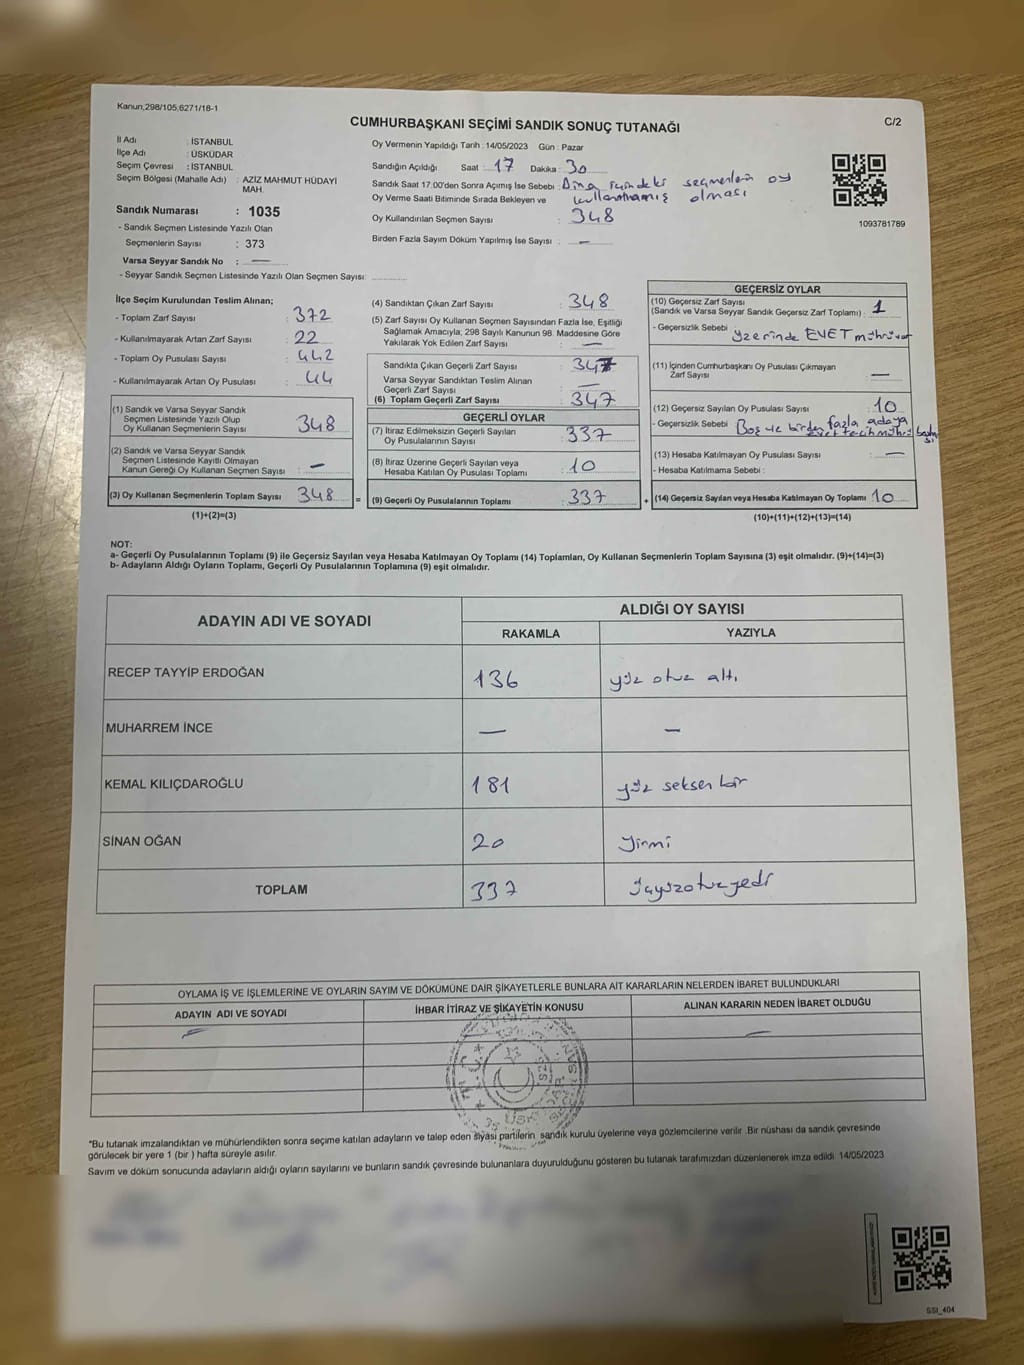 Kanun,298/105,6271/18-1
CUMHURBAŞKANI SEÇİMİ SANDIK SONUÇ TUTANAĞI
C/2
İl Adı : İSTANBUL
İlçe Adı : ÜSKÜDAR
Seçim Çevresi : İSTANBUL
Seçim Bölgesi (Mahalle Adı) : AZİZ MAHMUT HÜDAYİ
MAH.
Sandık Numarası : 1035
- Sandık Seçmen Listesinde Yazılı Olan
Seçmenlerin Sayısı : 373
Varsa Seyyar Sandık No : —
- Seyyar Sandık Seçmen Listesinde Yazılı Olan Seçmen Sayısı:
Oy Vermenin Yapıldığı Tarih : 14/05/2023 Gün : Pazar
Sandığın Açıldığı Saat : 17 Dakika : 30
Sandık Saat 17:00'den Sonra Açımış İse Sebebi : Bina içindeki seçmenlerin oy
Oy Verme Saati Bitiminde Sırada Bekleyen ve kullanmamış olması
Oy Kullandırılan Seçmen Sayısı : 348
Birden Fazla Sayım Döküm Yapılmış İse Sayısı : —
1093781789
İlçe Seçim Kurulundan Teslim Alınan;
- Toplam Zarf Sayısı : 372
- Kullanılmayarak Artan Zarf Sayısı : 22
- Toplam Oy Pusulası Sayısı : 442
- Kullanılmayarak Artan Oy Pusulası : 44
(1) Sandık ve Varsa Seyyar Sandık
Seçmen Listesinde Yazılı Olup
Oy Kullanan Seçmenlerin Sayısı : 348
(2) Sandık ve Varsa Seyyar Sandık
Seçmen Listesinde Kayıtlı Olmayan
Kanun Gereği Oy Kullanan Seçmen Sayısı : —
(3) Oy Kullanan Seçmenlerin Toplam Sayısı : 348 =
(1)+(2)=(3)
(4) Sandıktan Çıkan Zarf Sayısı : 348
(5) Zarf Sayısı Oy Kullanan Seçmen Sayısından Fazla İse, Eşitliği
Sağlamak Amacıyla, 298 Sayılı Kanunun 98. Maddesine Göre
Yakılarak Yok Edilen Zarf Sayısı : —
Sandıkta Çıkan Geçerli Zarf Sayısı : 347
Varsa Seyyar Sandıktan Teslim Alınan
Geçerli Zarf Sayısı : —
(6) Toplam Geçerli Zarf Sayısı : 347
GEÇERLİ OYLAR
(7) İtiraz Edilmeksizin Geçerli Sayılan
Oy Pusulalarının Sayısı : 337
(8) İtiraz Üzerine Geçerli Sayılan veya
Hesaba Katılan Oy Pusulası Toplamı : 10
(9) Geçerli Oy Pusulalarının Toplamı : 337 +
GEÇERSİZ OYLAR
(10) Geçersiz Zarf Sayısı
(Sandık ve Varsa Seyyar Sandık Geçersiz Zarf Toplamı) : 1
- Geçersizlik Sebebi : yzerinde EVET mührü var
(11) İçinden Cumhurbaşkanı Oy Pusulası Çıkmayan
Zarf Sayısı : —
(12) Geçersiz Sayılan Oy Pusulası Sayısı : 10
- Geçersizlik Sebebi : Boş ve birden fazla adaya
evet tercih mührü
(13) Hesaba Katılmayan Oy Pusulası Sayısı : —
- Hesaba Katılmama Sebebi :
(14) Geçersiz Sayılan veya Hesaba Katılmayan Oy Toplamı : 10
(10)+(11)+(12)+(13)=(14)
NOT:
a- Geçerli Oy Pusulalarının Toplamı (9) ile Geçersiz Sayılan veya Hesaba Katılmayan Oy Toplamı (14) Toplamları, Oy Kullanan Seçmenlerin Toplam Sayısına (3) eşit olmalıdır. (9)+(14)=(3)
b- Adayların Aldığı Oyların Toplamı, Geçerli Oy Pusulalarının Toplamına (9) eşit olmalıdır.
ADAYIN ADI VE SOYADI
ALDIĞI OY SAYISI
RAKAMLA YAZIYLA
RECEP TAYYİP ERDOĞAN 136 yüz otuz altı
MUHARREM İNCE — —
KEMAL KILIÇDAROĞLU 181 yüz seksen bir
SİNAN OĞAN 20 yirmi
TOPLAM 337 üçyüzotuzyedi
OYLAMA İŞ VE İŞLEMLERİNE VE OYLARIN SAYIM VE DÖKÜMÜNE DAİR ŞİKAYETLERLE BUNLARA AİT KARARLARIN NELERDEN İBARET BULUNDUKLARI
ADAYIN ADI VE SOYADI İHBAR İTİRAZ VE ŞİKAYETİN KONUSU ALINAN KARARIN NEDEN İBARET OLDUĞU
*Bu tutanak imzalandıktan ve mühürlendikten sonra seçime katılan adayların ve talep eden siyasi partilerin sandık kurulu üyelerine veya gözlemcilerine verilir .Bir nüshası da sandık çevresinde
görülecek bir yere 1 (bir ) hafta süreyle asılır.
Sayım ve döküm sonucunda adayların aldığı oyların sayılarını ve bunların sandık çevresinde bulunanlara duyurulduğunu gösteren bu tutanak tarafımızdan düzenlenerek imza edildi. 14/05/2023
SSI_404